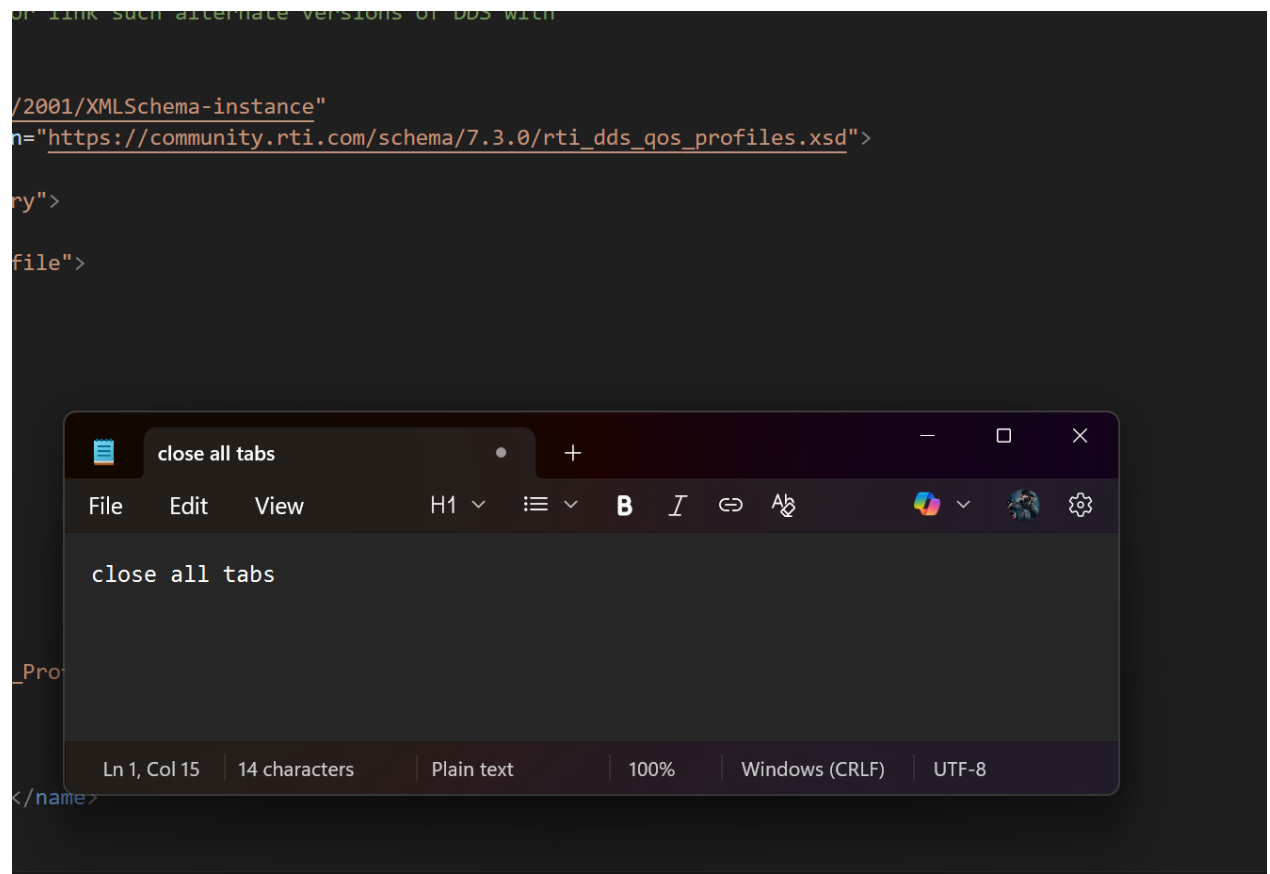 or link such alternate versions of DDS with
/2001/XMLSchema-instance"
n="https://community.rti.com/schema/7.3.0/rti_dds_qos_profiles.xsd">
ry">
file">
close all tabs
File Edit View H1 B I
close all tabs
_Pro
Ln 1, Col 15 14 characters Plain text 100% Windows (CRLF) UTF-8
</name>